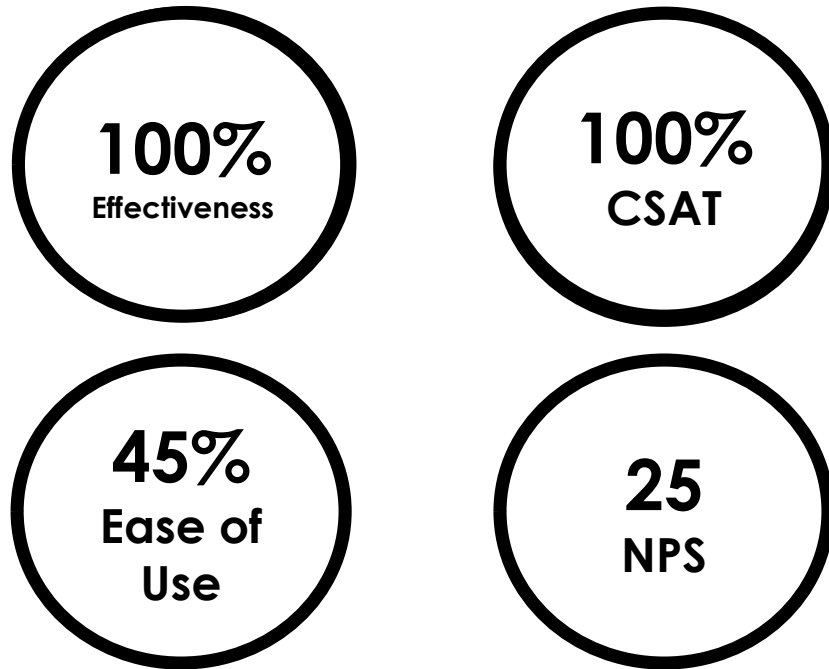 100%
Effectiveness
100%
CSAT
45%
Ease of
Use
25
NPS